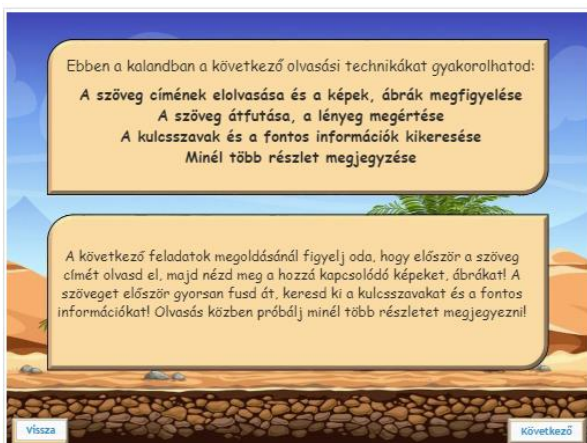 Ebben a kalandban a következő olvasási technikákat gyakorolhatod:
A szöveg címének elolvasása és a képek, ábrák megfigyelése
A szöveg átfutása, a lényeg megértése
A kulcsszavak és a fontos információk kikeresése
Minél több részlet megjegyzése
A következő feladatok megoldásánál figyelj oda, hogy először a szöveg
címét olvasd el, majd nézd meg a hozzá kapcsolódó képeket, ábrákat! A
szöveget először gyorsan fusd át, keresd ki a kulcsszavakat és a fontos
információkat! Olvasás közben próbálj minél több részletet megjegyezni!
Vissza
Következő